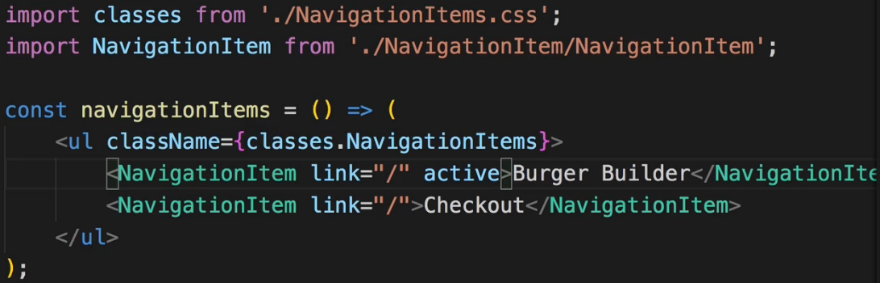 import classes from './NavigationItems.css';
import NavigationItem from './NavigationItem/NavigationItem';
const navigationItems = () => (
<ul className={classes.NavigationItems}>
<NavigationItem link="/" active>Burger Builder</NavigationIte
<NavigationItem link="/">Checkout</NavigationItem>
</ul>
);